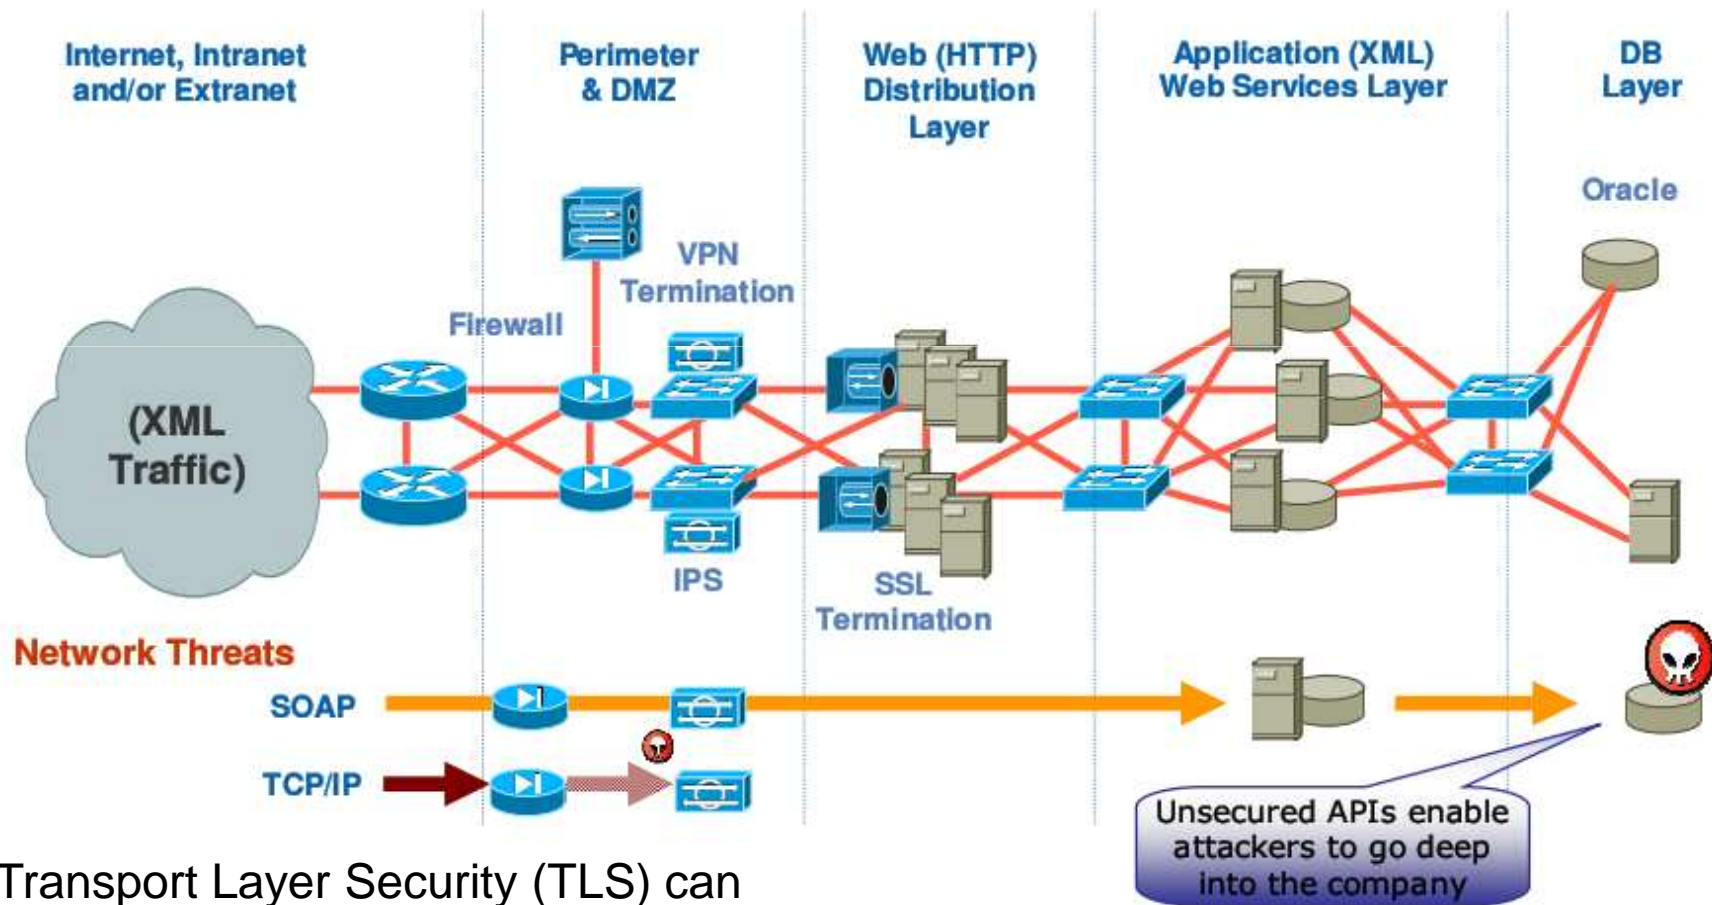 Internet, Intranet
and/or Extranet
Perimeter
& DMZ
Web (HTTP)
Distribution
Layer
Application (XML)
Web Services Layer
DB
Layer
Oracle
VPN
Termination
Firewall
(XML
Traffic)
IPS
SSL
Termination
Network Threats
SOAP
TCP/IP
Unsecured APIs enable
attackers to go deep
into the company
Transport Layer Security (TLS) can